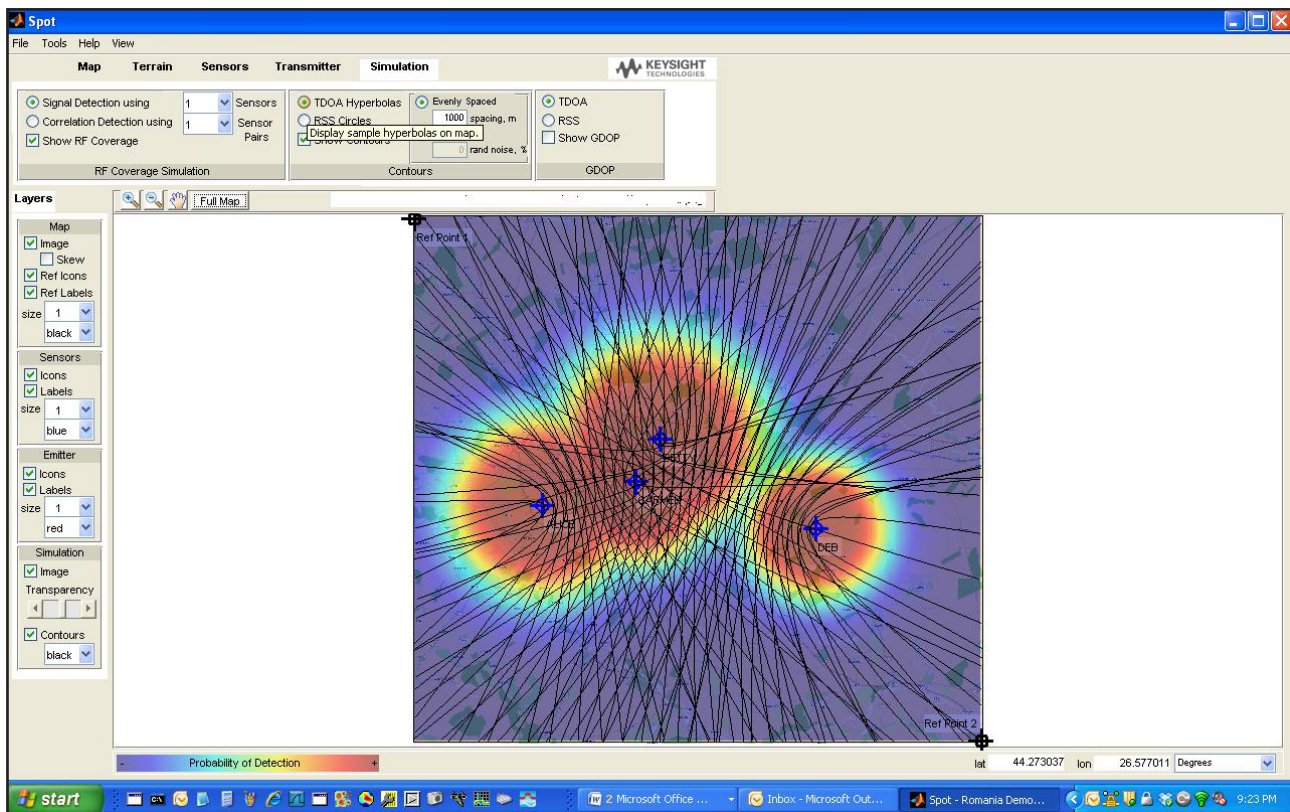 Spot
File Tools Help View
Map Terrain Sensors Transmitter Simulation
KEYSIGHT
TECHNOLOGIES
Signal Detection using 1 Sensors
Correlation Detection using 1 Sensor Pairs
Show RF Coverage
RF Coverage Simulation
TDOA Hyperbolas
RSS Circles
Display sample hyperbolas on map.
Show Contours
Evenly Spaced
1000 spacing, m
0 rand noise, %
Contours
TDOA
RSS
Show GDOP
GDOP
Layers
Full Map
Map
Image
Skew
Ref Icons
Ref Labels
size 1
black
Sensors
Icons
Labels
size 1
blue
Emitter
Icons
Labels
size 1
red
Simulation
Image
Transparency
Contours
black
Ref Point 1
DEB
Ref Point 2
- Probability of Detection +
lat 44.273037 lon 26.577011 Degrees
start
2 Microsoft Office ...
Inbox - Microsoft Out...
Spot - Romania Demo...
9:23 PM